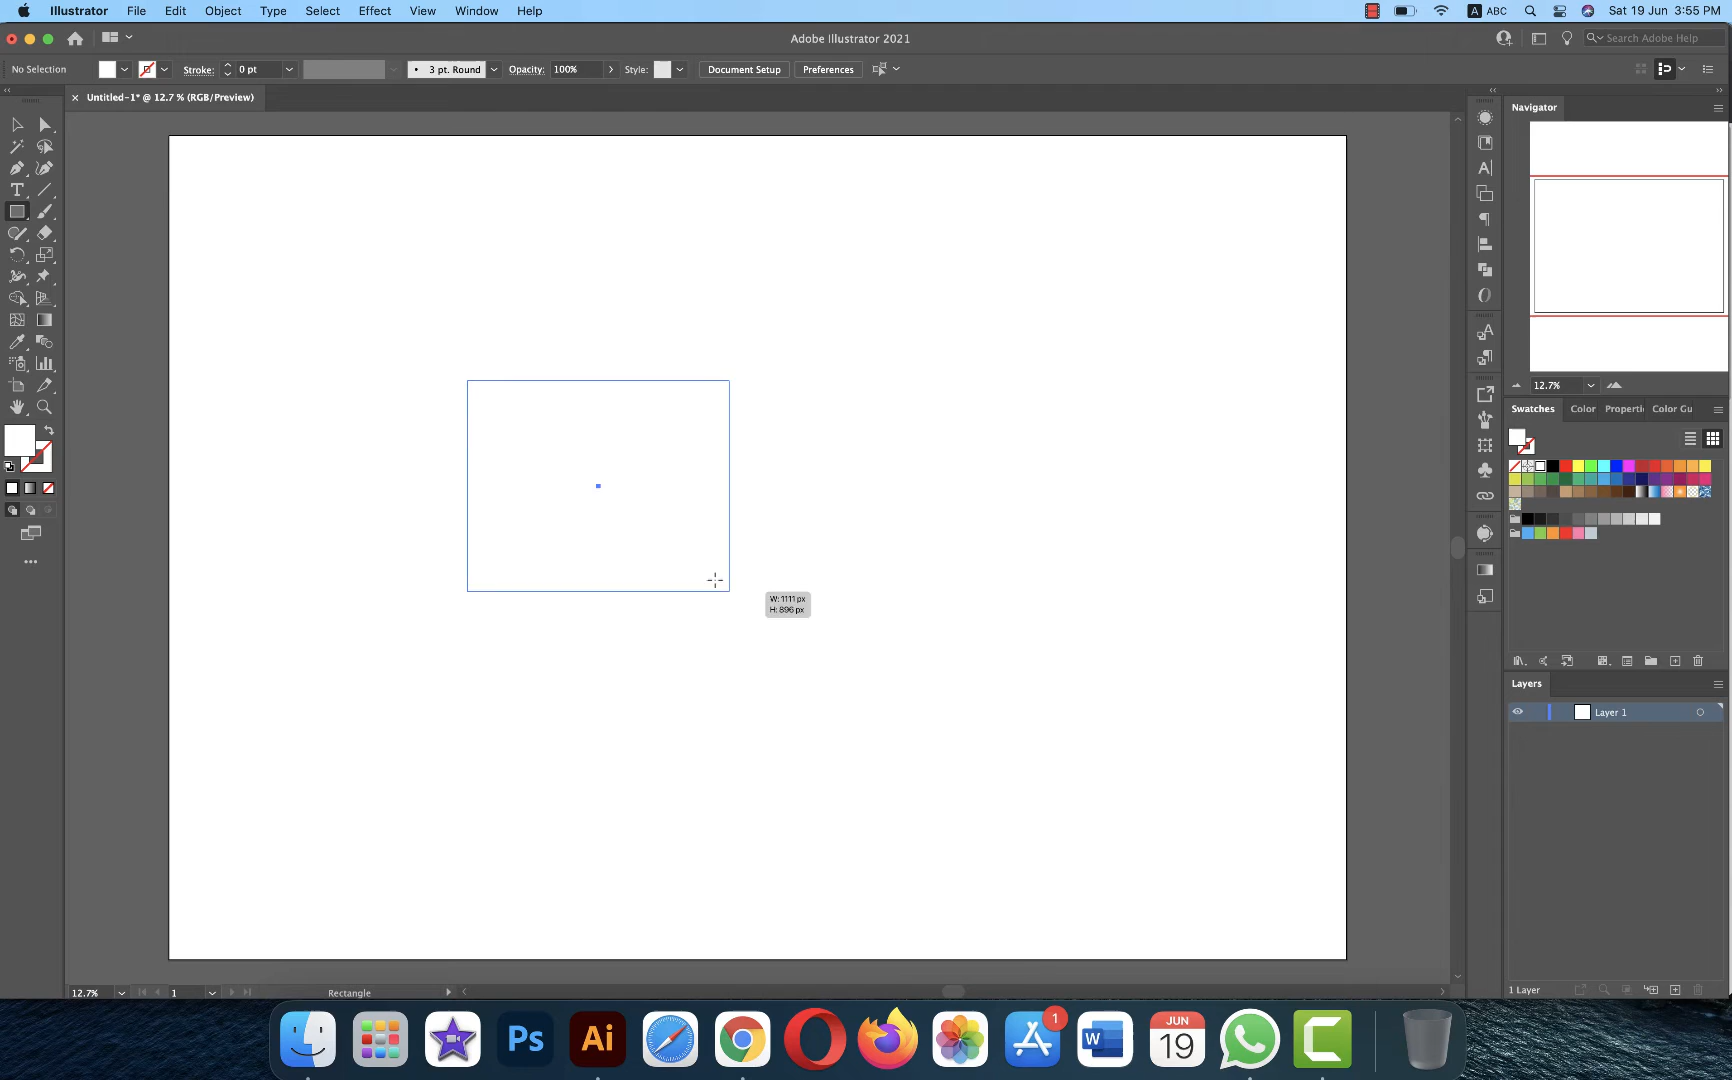 Illustrator File Edit Object Type Select Effect View Window Help
A ABC Sat 19 Jun 3:55 PM
Adobe Illustrator 2021
Search Adobe Help
No Selection
Stroke: 0 pt
3 pt. Round
Opacity: 100%
Style:
Document Setup
Preferences
Untitled-1* @ 12.7 % (RGB/Preview)
Navigator
12.7%
Swatches Color Properti Color Gu
W: 1111 px
H: 896 px
Layers
Layer 1
1 Layer
12.7%
1
Rectangle
Ps
Ai
1
W
JUN
19